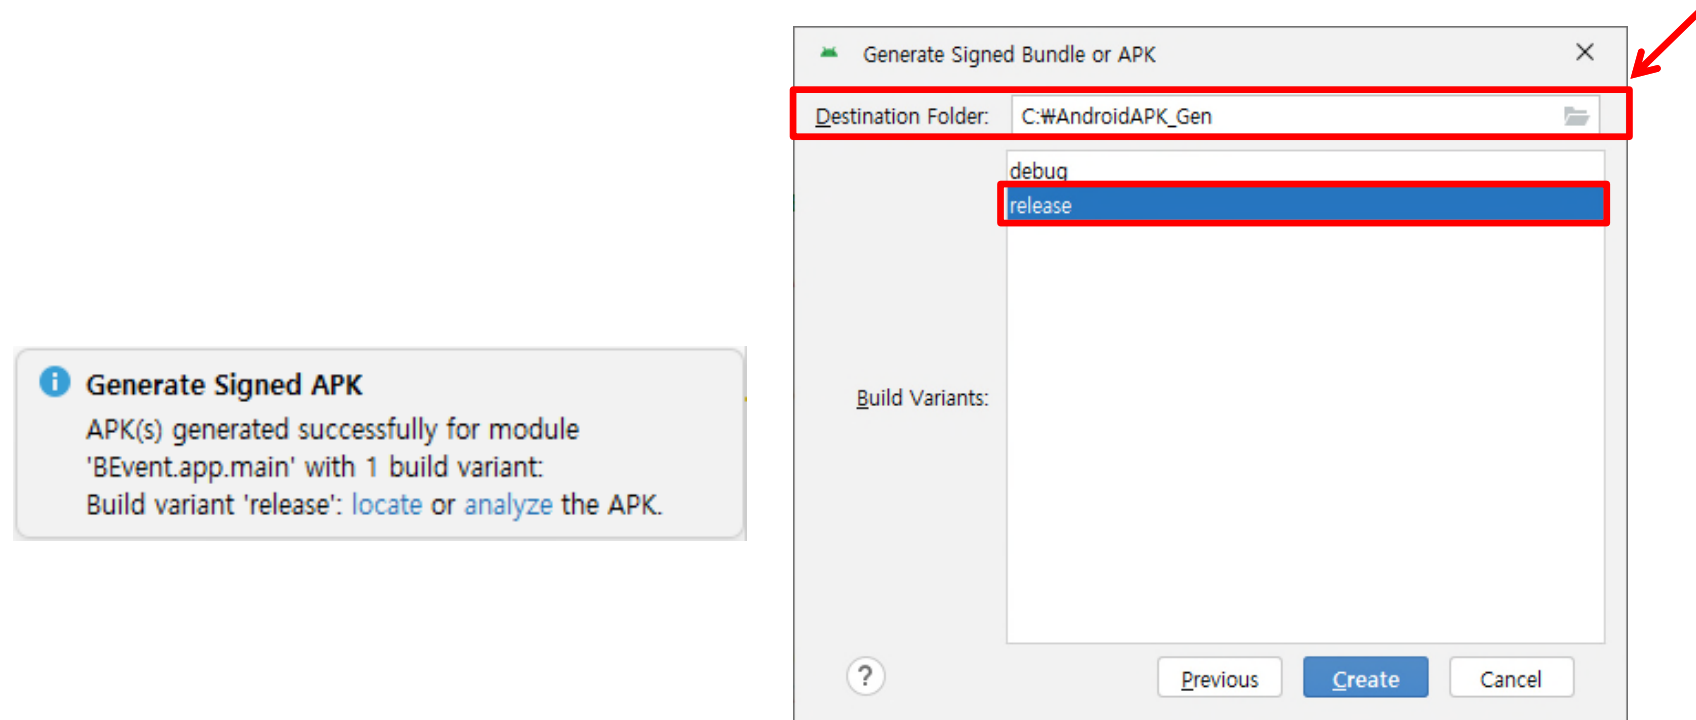 Generate Signed APK
APK(s) generated successfully for module
'BEvent.app.main' with 1 build variant:
Build variant 'release': locate or analyze the APK.
Generate Signed Bundle or APK
Destination Folder: C:₩AndroidAPK_Gen
debug
release
Build Variants:
?
Previous Create Cancel